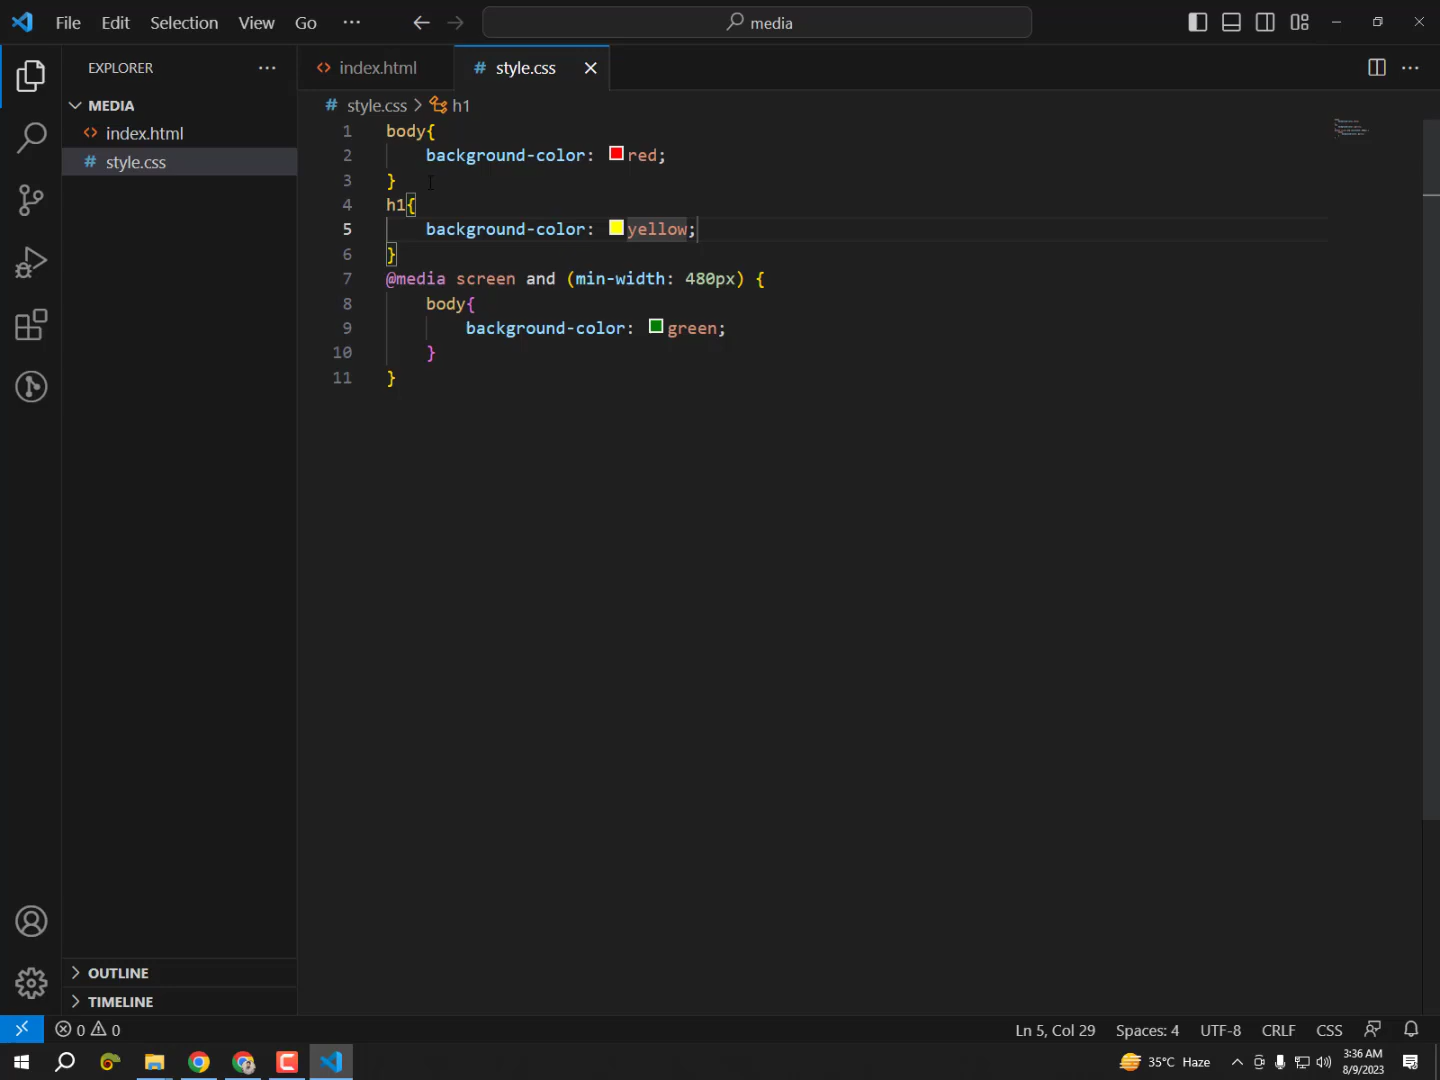 File Edit Selection View Go ··· media
EXPLORER ··· index.html style.css
MEDIA
index.html
style.css
style.css > h1
1 body{
2 background-color: red;
3 }
4 h1{
5 background-color: yellow;
6 }
7 @media screen and (min-width: 480px) {
8 body{
9 background-color: green;
10 }
11 }
OUTLINE
TIMELINE
0 0 Ln 5, Col 29 Spaces: 4 UTF-8 CRLF CSS
35°C Haze 3:36 AM
8/9/2023